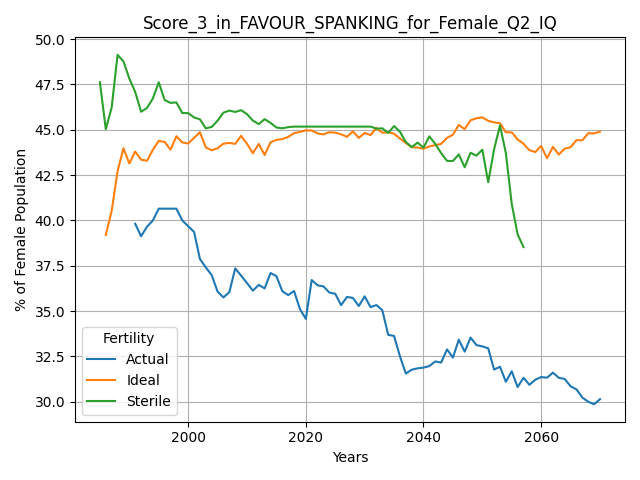 Score_3_in_FAVOUR_SPANKING_for_Female_Q2_IQ
% of Female Population
50.0
47.5
45.0
42.5
40.0
37.5
35.0
32.5
30.0
Fertility
Actual
Ideal
Sterile
2000
2020
2040
2060
Years